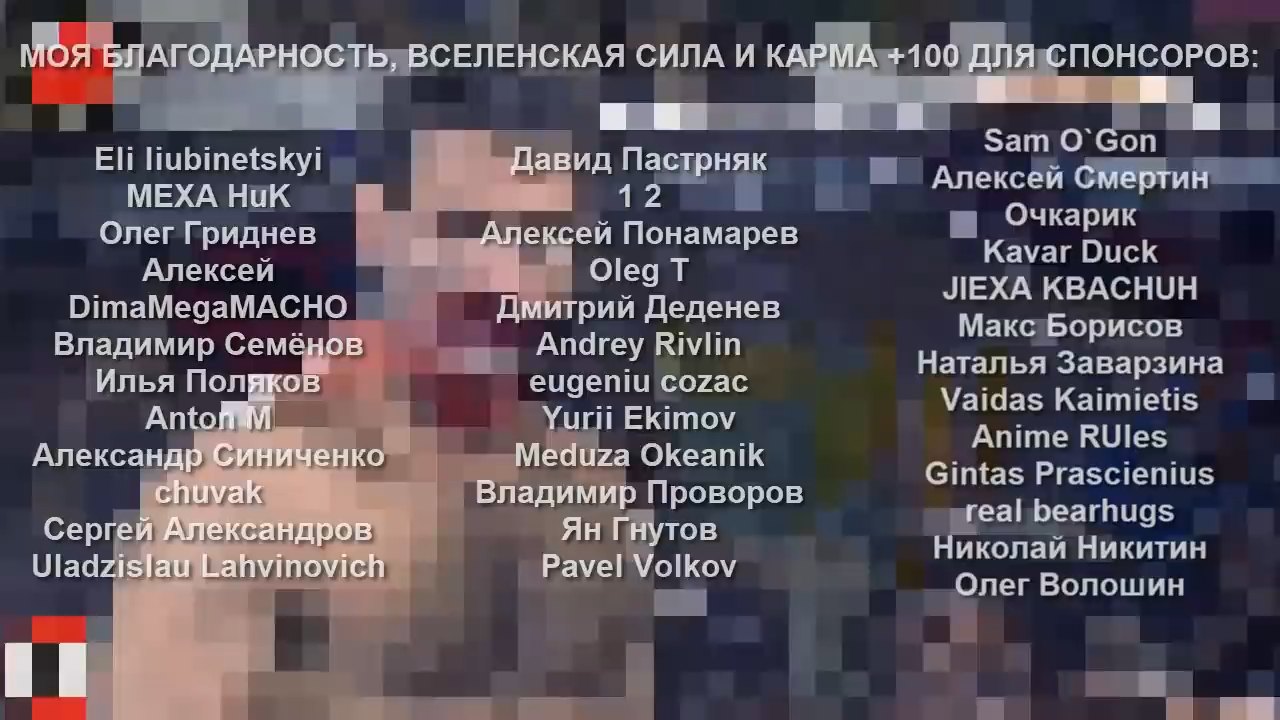 МОЯ БЛАГОДАРНОСТЬ, ВСЕЛЕНСКАЯ СИЛА И КАРМА +100 ДЛЯ СПОНСОРОВ:
Eli liubinetskyi
MEXA HuK
Олег Гриднев
Алексей
DimaMegaMACHO
Владимир Семёнов
Илья Поляков
Anton M
Александр Синиченко
chuvak
Сергей Александров
Uladzislau Lahvinovich
Давид Пастрняк
1 2
Алексей Понамарев
Oleg T
Дмитрий Деденев
Andrey Rivlin
eugeniu cozac
Yurii Ekimov
Meduza Okeanik
Владимир Проворов
Ян Гнутов
Pavel Volkov
Sam O`Gon
Алексей Смертин
Очкарик
Kavar Duck
JIEXA KBACHUH
Макс Борисов
Наталья Заварзина
Vaidas Kaimietis
Anime RUles
Gintas Prascienius
real bearhugs
Николай Никитин
Олег Волошин